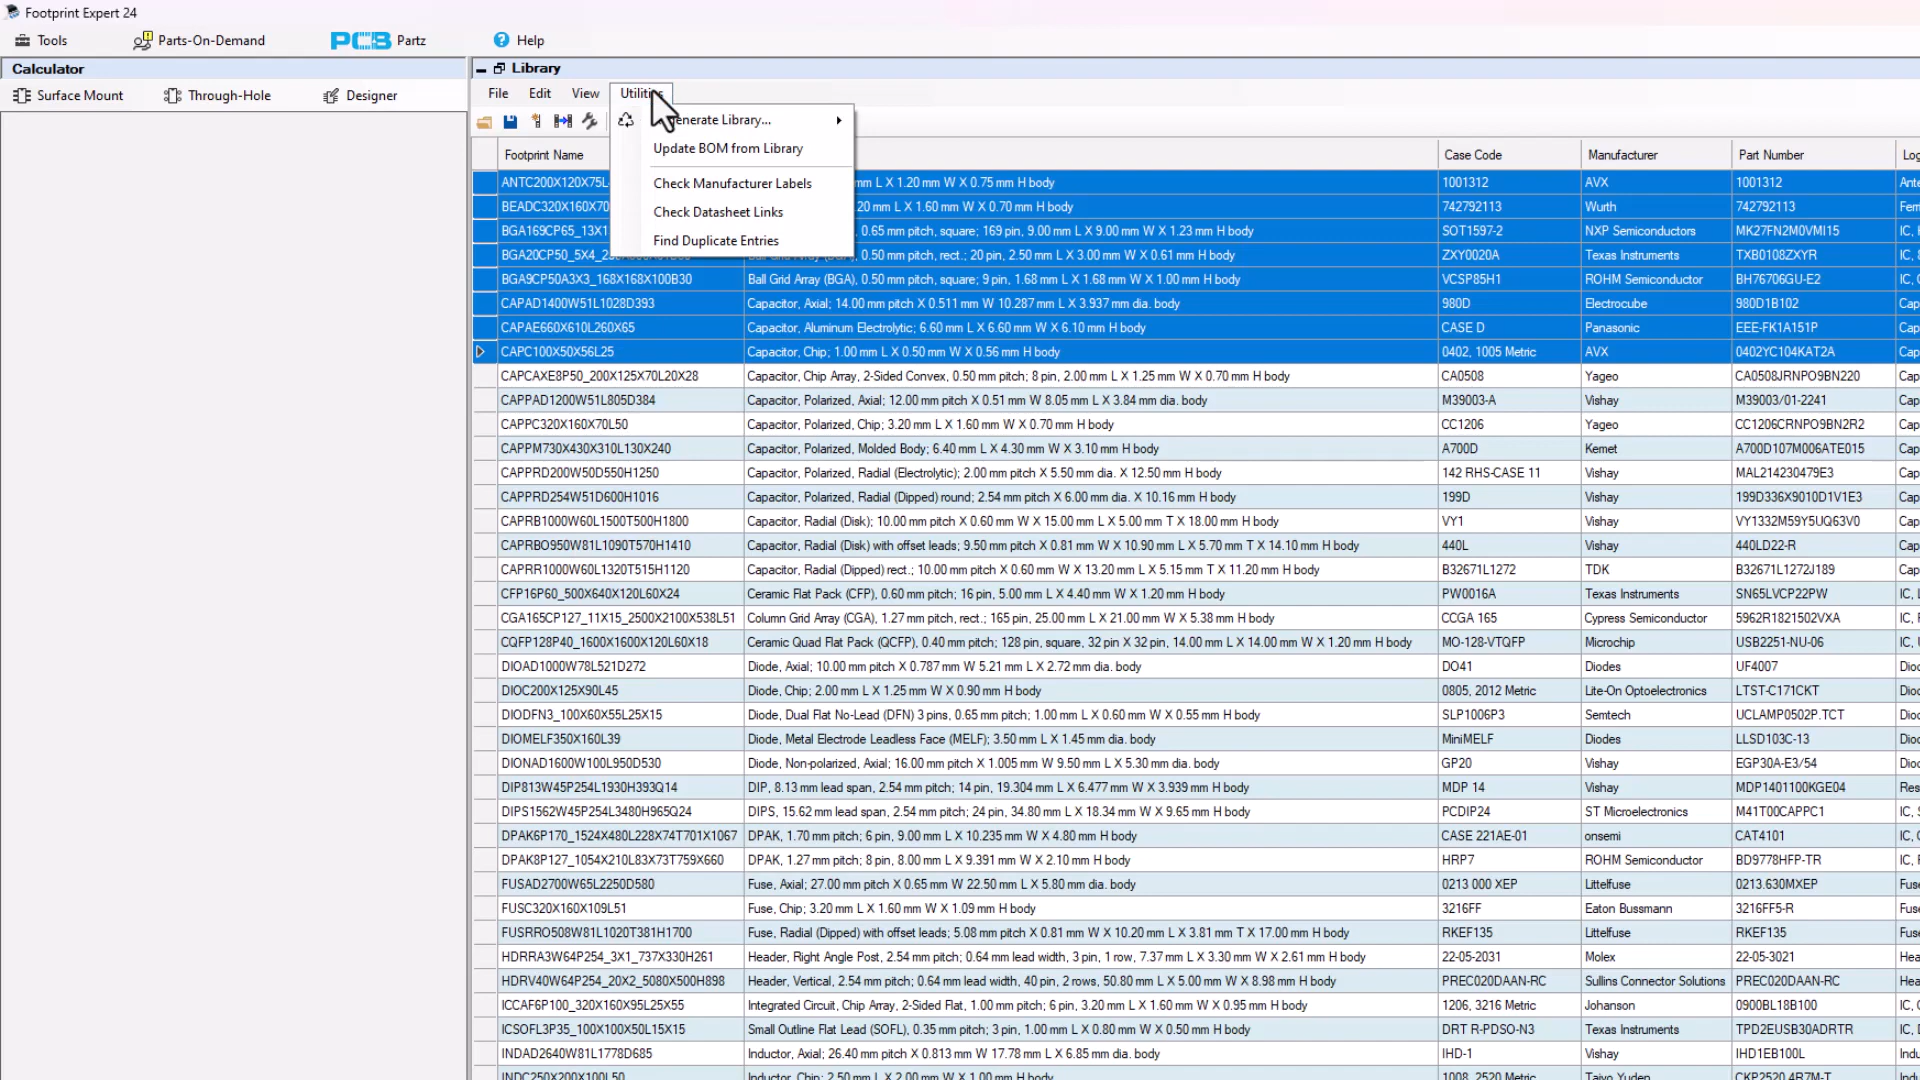 Footprint Expert 24
Tools Parts-On-Demand PCB Partz Help
Calculator
Surface Mount Through-Hole Designer
Library
File Edit View
Generate Library...
Update BOM from Library
Check Manufacturer Labels
Check Datasheet Links
Find Duplicate Entries
Footprint Name Case Code Manufacturer Part Number
mm L X 1.20 mm W X 0.75 mm H body 1001312 AVX 1001312
20 mm L X 1.60 mm W X 0.70 mm H body 742792113 Wurth 742792113
0.65 mm pitch, square; 169 pin, 9.00 mm L X 9.00 mm W X 1.23 mm H body SOT1597-2 NXP Semiconductors MK27FN2M0VMI15 IC,
0.50 mm pitch, rect.; 20 pin, 2.50 mm L X 3.00 mm W X 0.61 mm H body ZXY0020A Texas Instruments TXB0108ZXYR IC,
BGA9CP50A3X3_168X168X100B30 Ball Grid Array (BGA), 0.50 mm pitch, square; 9 pin, 1.68 mm L X 1.68 mm W X 1.00 mm H body VCSP85H1 ROHM Semiconductor BH76706GU-E2 IC,
CAPAD1400W51L1028D393 Capacitor, Axial; 14.00 mm pitch X 0.511 mm W 10.287 mm L X 3.937 mm dia. body 980D Electrocube 980D1B102 Cap
CAPAE660X610L260X65 Capacitor, Aluminum Electrolytic; 6.60 mm L X 6.60 mm W X 6.10 mm H body CASE D Panasonic EEE-FK1A151P Cap
CAPC100X50X56L25 Capacitor, Chip; 1.00 mm L X 0.50 mm W X 0.56 mm H body 0402, 1005 Metric AVX 0402YC104KAT2A Cap
CAPCAXE8P50_200X125X70L20X28 Capacitor, Chip Array, 2-Sided Convex, 0.50 mm pitch; 8 pin, 2.00 mm L X 1.25 mm W X 0.70 mm H body CA0508 Yageo CA0508JRNPO9BN220 Cap
CAPPAD1200W51L805D384 Capacitor, Polarized, Axial; 12.00 mm pitch X 0.51 mm W 8.05 mm L X 3.84 mm dia. body M39003-A Vishay M39003/01-2241 Cap
CAPPC320X160X70L50 Capacitor, Polarized, Chip; 3.20 mm L X 1.60 mm W X 0.70 mm H body CC1206 Yageo CC1206CRNPO9BN2R2 Cap
CAPPM730X430X310L130X240 Capacitor, Polarized, Molded Body; 6.40 mm L X 4.30 mm W X 3.10 mm H body A700D Kemet A700D107M006ATE015 Cap
CAPPRD200W50D550H1250 Capacitor, Polarized, Radial (Electrolytic); 2.00 mm pitch X 5.50 mm dia. X 12.50 mm H body 142 RHS-CASE 11 Vishay MAL214230479E3 Cap
CAPPRD254W51D600H1016 Capacitor, Polarized, Radial (Dipped) round; 2.54 mm pitch X 6.00 mm dia. X 10.16 mm H body 199D Vishay 199D336X9010D1V1E3 Cap
CAPRB1000W60L1500T500H1800 Capacitor, Radial (Disk); 10.00 mm pitch X 0.60 mm W X 15.00 mm L X 5.00 mm T X 18.00 mm H body VY1 Vishay VY1332M59Y5UQ63V0 Cap
CAPRBO950W81L1090T570H1410 Capacitor, Radial (Disk) with offset leads; 9.50 mm pitch X 0.81 mm W X 10.90 mm L X 5.70 mm T X 14.10 mm H body 440L Vishay 440LD22-R Cap
CAPRR1000W60L1320T515H1120 Capacitor, Radial (Dipped) rect.; 10.00 mm pitch X 0.60 mm W X 13.20 mm L X 5.15 mm T X 11.20 mm H body B32671L1272 TDK B32671L1272J189 Cap
CFP16P60_500X640X120L60X24 Ceramic Flat Pack (CFP), 0.60 mm pitch; 16 pin, 5.00 mm L X 4.40 mm W X 1.20 mm H body PW0016A Texas Instruments SN65LVCP22PW IC,
CGA165CP127_11X15_2500X2100X538L51 Column Grid Array (CGA), 1.27 mm pitch, rect.; 165 pin, 25.00 mm L X 21.00 mm W X 5.38 mm H body CCGA 165 Cypress Semiconductor 5962R1821502VXA IC,
CQFP128P40_1600X1600X120L60X18 Ceramic Quad Flat Pack (QCFP), 0.40 mm pitch; 128 pin, square, 32 pin X 32 pin, 14.00 mm L X 14.00 mm W X 1.20 mm H body MO-128-VTQFP Microchip USB2251-NU-06 IC,
DIOAD1000W78L521D272 Diode, Axial; 10.00 mm pitch X 0.787 mm W 5.21 mm L X 2.72 mm dia. body DO41 Diodes UF4007
DIOC200X125X90L45 Diode, Chip; 2.00 mm L X 1.25 mm W X 0.90 mm H body 0805, 2012 Metric Lite-On Optoelectronics LTST-C171CKT
DIODFN3_100X60X55L25X15 Diode, Dual Flat No-Lead (DFN) 3 pins, 0.65 mm pitch; 1.00 mm L X 0.60 mm W X 0.55 mm H body SLP1006P3 Semtech UCLAMP0502P.TCT
DIOMELF350X160L39 Diode, Metal Electrode Leadless Face (MELF); 3.50 mm L X 1.45 mm dia. body MiniMELF Diodes LLSD103C-13
DIONAD1600W100L950D530 Diode, Non-polarized, Axial; 16.00 mm pitch X 1.005 mm W 9.50 mm L X 5.30 mm dia. body GP20 Vishay EGP30A-E3/54
DIP813W45P254L1930H393Q14 DIP, 8.13 mm lead span, 2.54 mm pitch; 14 pin, 19.304 mm L X 6.477 mm W X 3.939 mm H body MDP 14 Vishay MDP1401100KGE04 Res
DIPS1562W45P254L3480H965Q24 DIPS, 15.62 mm lead span, 2.54 mm pitch; 24 pin, 34.80 mm L X 18.34 mm W X 9.65 mm H body PCDIP24 ST Microelectronics M41T00CAPPC1 IC,
DPAK6P170_1524X480L228X74T701X1067 DPAK, 1.70 mm pitch; 6 pin, 9.00 mm L X 10.235 mm W X 4.80 mm H body CASE 221AE-01 onsemi CAT4101 IC,
DPAK8P127_1054X210L83X73T759X660 DPAK, 1.27 mm pitch; 8 pin, 8.00 mm L X 9.391 mm W X 2.10 mm H body HRP7 ROHM Semiconductor BD9778HFP-TR IC,
FUSAD2700W65L2250D580 Fuse, Axial; 27.00 mm pitch X 0.65 mm W 22.50 mm L X 5.80 mm dia. body 0213 000 XEP Littelfuse 0213.630MXEP Fuse
FUSC320X160X109L51 Fuse, Chip; 3.20 mm L X 1.60 mm W X 1.09 mm H body 3216FF Eaton Bussmann 3216FF5-R Fuse
FUSRRO508W81L1020T381H1700 Fuse, Radial (Dipped) with offset leads; 5.08 mm pitch X 0.81 mm W X 10.20 mm L X 3.81 mm T X 17.00 mm H body RKEF135 Littelfuse RKEF135 Fuse
HDRRA3W64P254_3X1_737X330H261 Header, Right Angle Post, 2.54 mm pitch; 0.64 mm lead width, 3 pin, 1 row, 7.37 mm L X 3.30 mm W X 2.61 mm H body 22-05-2031 Molex 22-05-3021
HDRV40W64P254_20X2_5080X500H898 Header, Vertical, 2.54 mm pitch; 0.64 mm lead width, 40 pin, 2 rows, 50.80 mm L X 5.00 mm W X 8.98 mm H body PREC020DAAN-RC Sullins Connector Solutions PREC020DAAN-RC
ICCAF6P100_320X160X95L25X55 Integrated Circuit, Chip Array, 2-Sided Flat, 1.00 mm pitch; 6 pin, 3.20 mm L X 1.60 mm W X 0.95 mm H body 1206, 3216 Metric Johanson 0900BL18B100 IC,
ICSOFL3P35_100X100X50L15X15 Small Outline Flat Lead (SOFL), 0.35 mm pitch; 3 pin, 1.00 mm L X 0.80 mm W X 0.50 mm H body DRT R-PDSO-N3 Texas Instruments TPD2EUSB30ADRTR IC,
INDAD2640W81L1778D685 Inductor, Axial; 26.40 mm pitch X 0.813 mm W 17.78 mm L X 6.85 mm dia. body IHD-1 Vishay IHD1EB100L
INDC250X200X100L50 Inductor, Chip; 2.50 mm L X 2.00 mm W X 1.00 mm H body 1008, 2520 Metric Taiyo Yuden